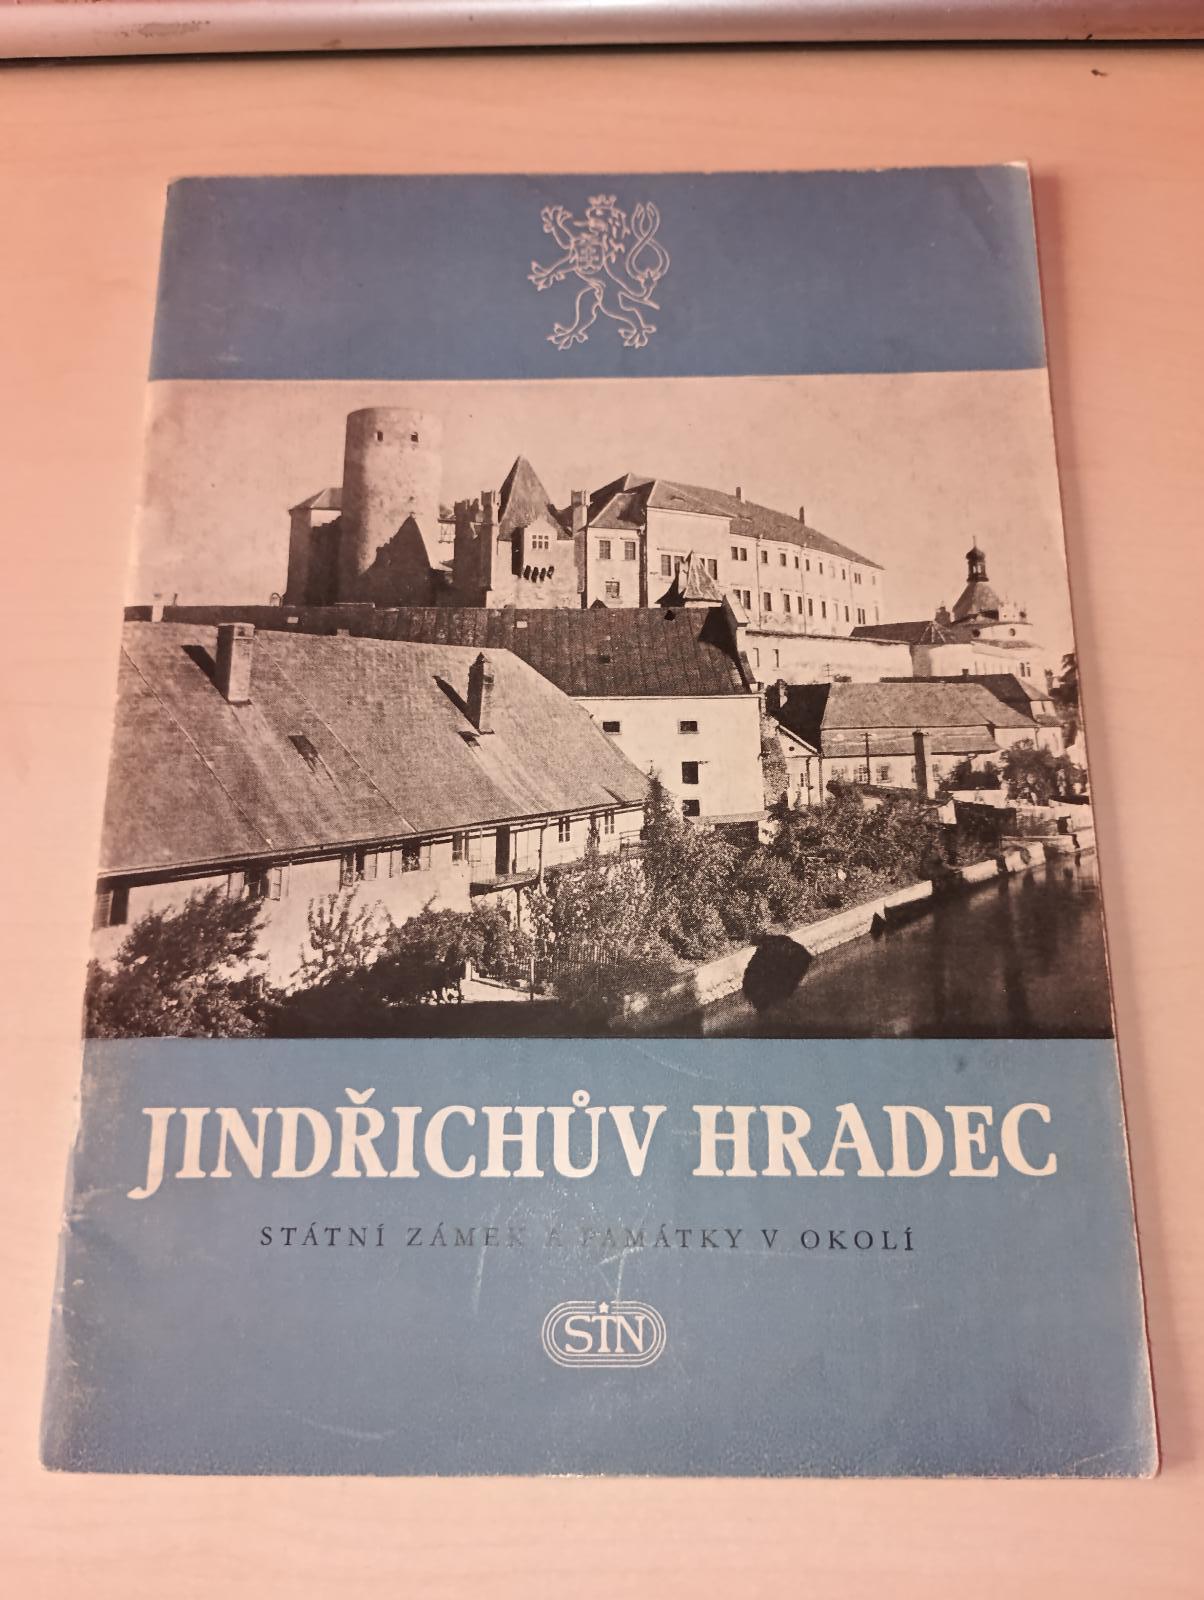 JINDŘICHŮV HRADEC
STÁTNÍ ZÁMEK A PAMÁTKY V OKOLÍ
STN